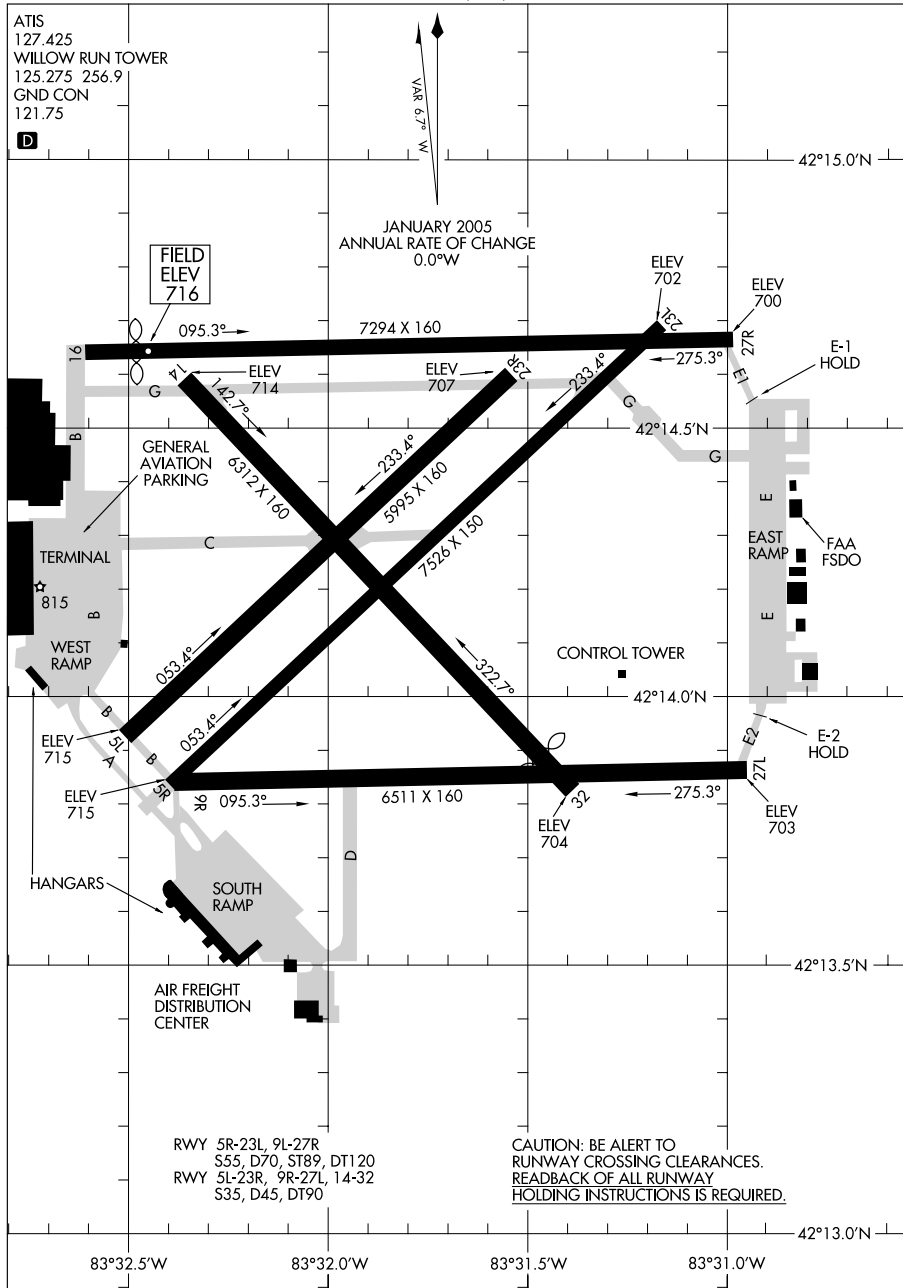 ATIS
127.425
WILLOW RUN TOWER
125.275 256.9
GND CON
121.75
D
VAR 6.7° W
42°15.0'N
JANUARY 2005
ANNUAL RATE OF CHANGE
0.0°W
FIELD
ELEV
716
ELEV
702
ELEV
700
095.3°
7294 X 160
23L
27R
275.3°
E-1
HOLD
9L
14
ELEV
714
ELEV
707
23R
233.4°
E1
G
142.7°
G
42°14.5'N
B
GENERAL
AVIATION
PARKING
6312 X 160
233.4°
5995 X 160
G
E
C
7526 X 150
EAST
RAMP
FAA
FSDO
TERMINAL
815
B
E
WEST
RAMP
053.4°
322.7°
CONTROL TOWER
42°14.0'N
B
053.4°
E-2
HOLD
ELEV
715
5L
A
B
E2
ELEV
715
5R
9R
095.3°
6511 X 160
32
275.3°
27L
ELEV
704
ELEV
703
D
HANGARS
SOUTH
RAMP
42°13.5'N
AIR FREIGHT
DISTRIBUTION
CENTER
RWY 5R-23L, 9L-27R
S55, D70, ST89, DT120
RWY 5L-23R, 9R-27L, 14-32
S35, D45, DT90
CAUTION: BE ALERT TO
RUNWAY CROSSING CLEARANCES.
READBACK OF ALL RUNWAY
HOLDING INSTRUCTIONS IS REQUIRED.
42°13.0'N
83°32.5'W
83°32.0'W
83°31.5'W
83°31.0'W